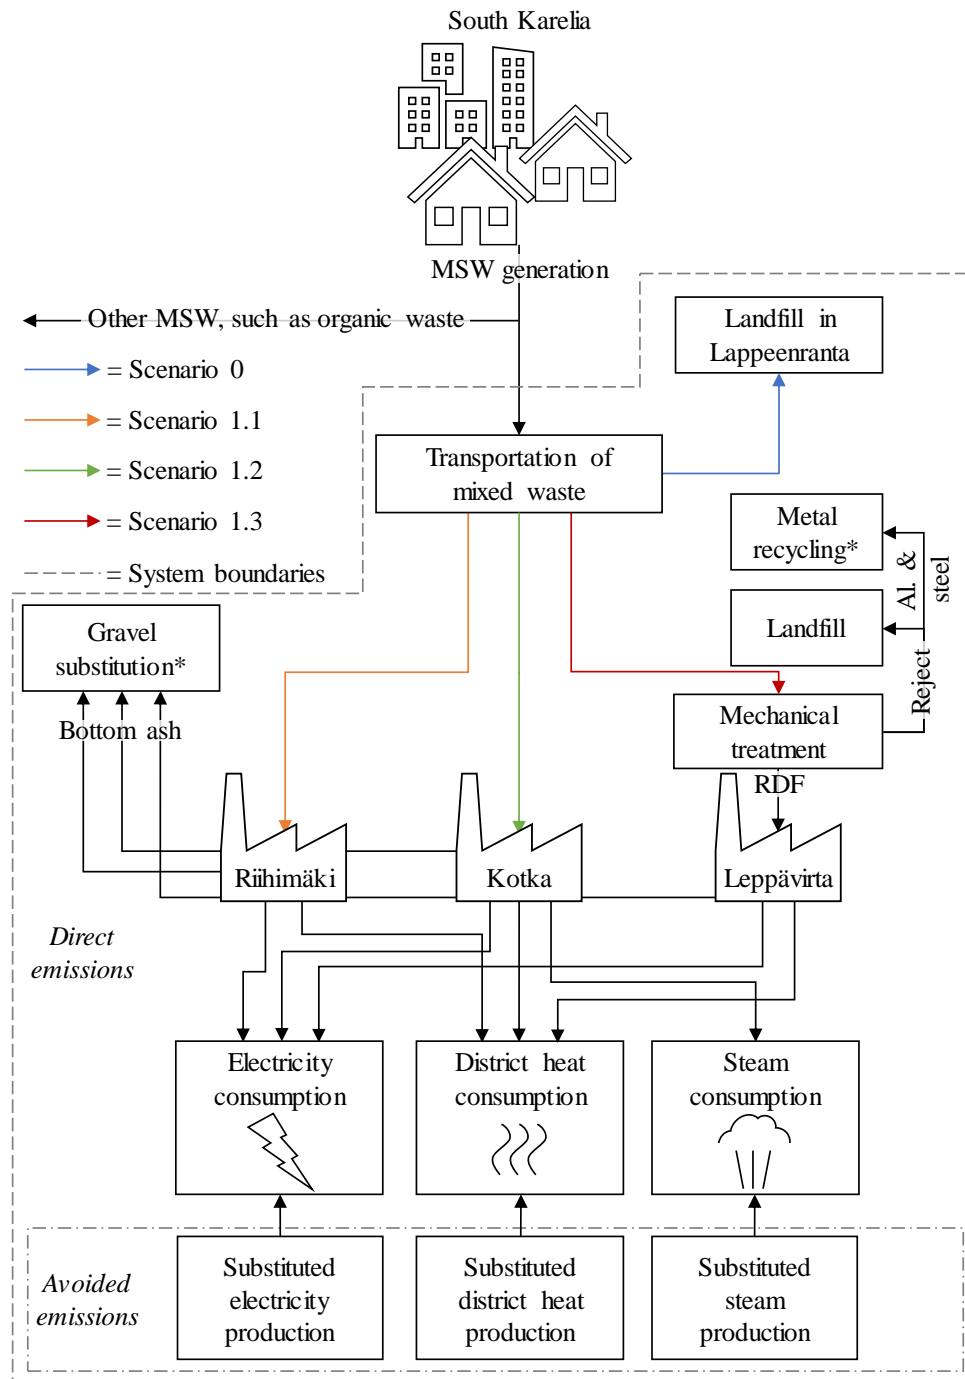 South Karelia
MSW generation
Other MSW, such as organic waste
= Scenario 0
= Scenario 1.1
= Scenario 1.2
= Scenario 1.3
= System boundaries
Landfill in
Lappeenranta
Transportation of
mixed waste
Metal
recycling*
Al. &
steel
Landfill
Reject
Gravel
substitution*
Bottom ash
Mechanical
treatment
RDF
Riihimäki
Kotka
Leppävirta
Direct
emissions
Electricity
consumption
District heat
consumption
Steam
consumption
Avoided
emissions
Substituted
electricity
production
Substituted
district heat
production
Substituted
steam
production